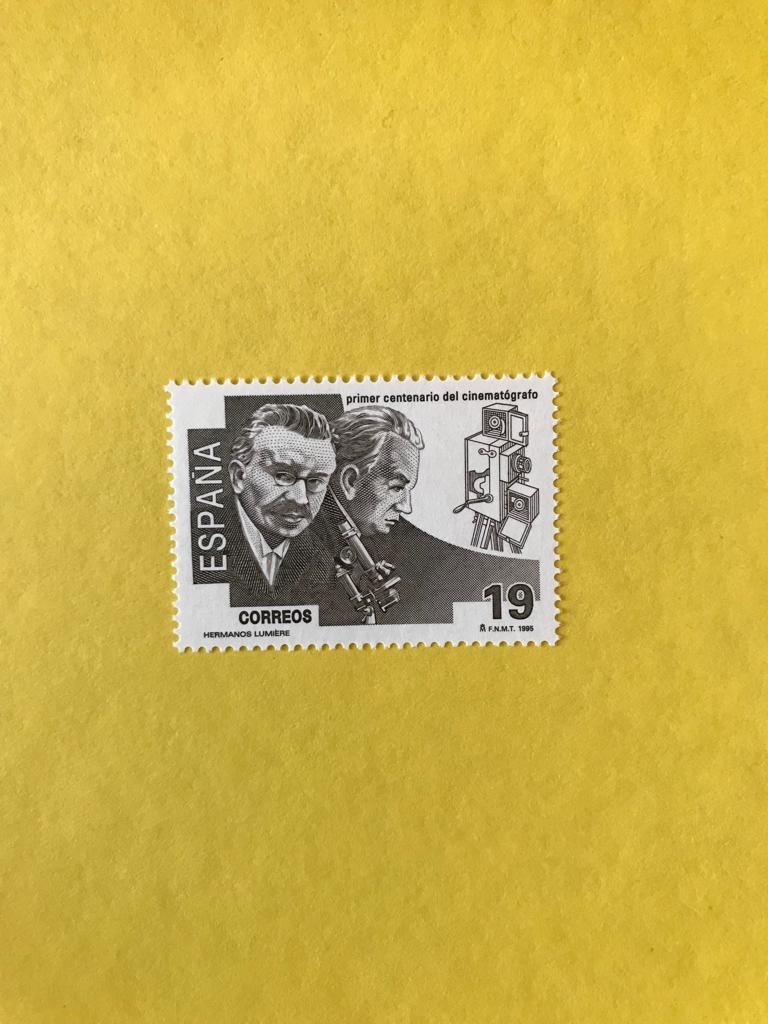 primer centenario del cinematógrafo
ESPAÑA
19
CORREOS
HERMANOS LUMIÈRE
F.N.M.T. 1995